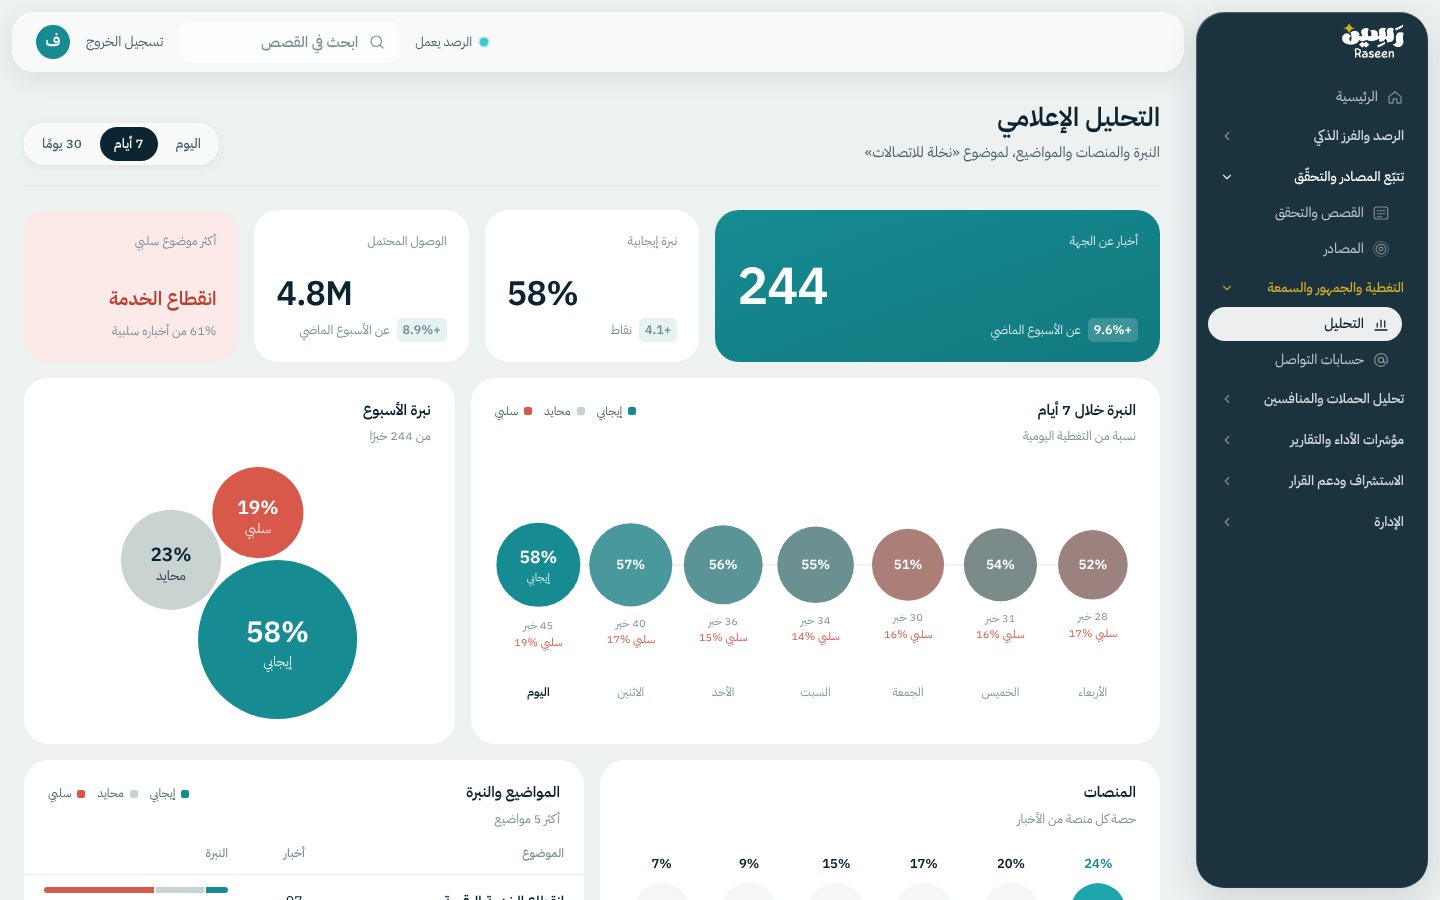 رَسِين
Raseen
الرئيسية
الرصد والفرز الذكي
تتبّع المصادر والتحقّق
القصص والتحقق
المصادر
التغطية والجمهور والسمعة
التحليل
حسابات التواصل
تحليل الحملات والمنافسين
مؤشرات الأداء والتقارير
الاستشراف ودعم القرار
الإدارة
الرصد يعمل
ابحث في القصص
تسجيل الخروج
ف
التحليل الإعلامي
النبرة والمنصات والمواضيع، لموضوع «نخلة للاتصالات»
اليوم
7 أيام
30 يومًا
أخبار عن الجهة
244
+9.6% عن الأسبوع الماضي
نبرة إيجابية
58%
+4.1 نقاط
الوصول المحتمل
4.8M
+8.9% عن الأسبوع الماضي
أكثر موضوع سلبي
انقطاع الخدمة
61% من أخباره سلبية
النبرة خلال 7 أيام
نسبة من التغطية اليومية
إيجابي محايد سلبي
52% 54% 51% 55% 56% 57% 58%
إيجابي
28 خبر 31 خبر 30 خبر 34 خبر 36 خبر 40 خبر 45 خبر
سلبي 17% سلبي 16% سلبي 16% سلبي 14% سلبي 15% سلبي 17% سلبي 19%
الأربعاء الخميس الجمعة السبت الأحد الاثنين اليوم
نبرة الأسبوع
من 244 خبرًا
19%
سلبي
23%
محايد
58%
إيجابي
المنصات
حصة كل منصة من الأخبار
24% 20% 17% 15% 9% 7%
المواضيع والنبرة
أكثر 5 مواضيع
إيجابي محايد سلبي
الموضوع أخبار النبرة